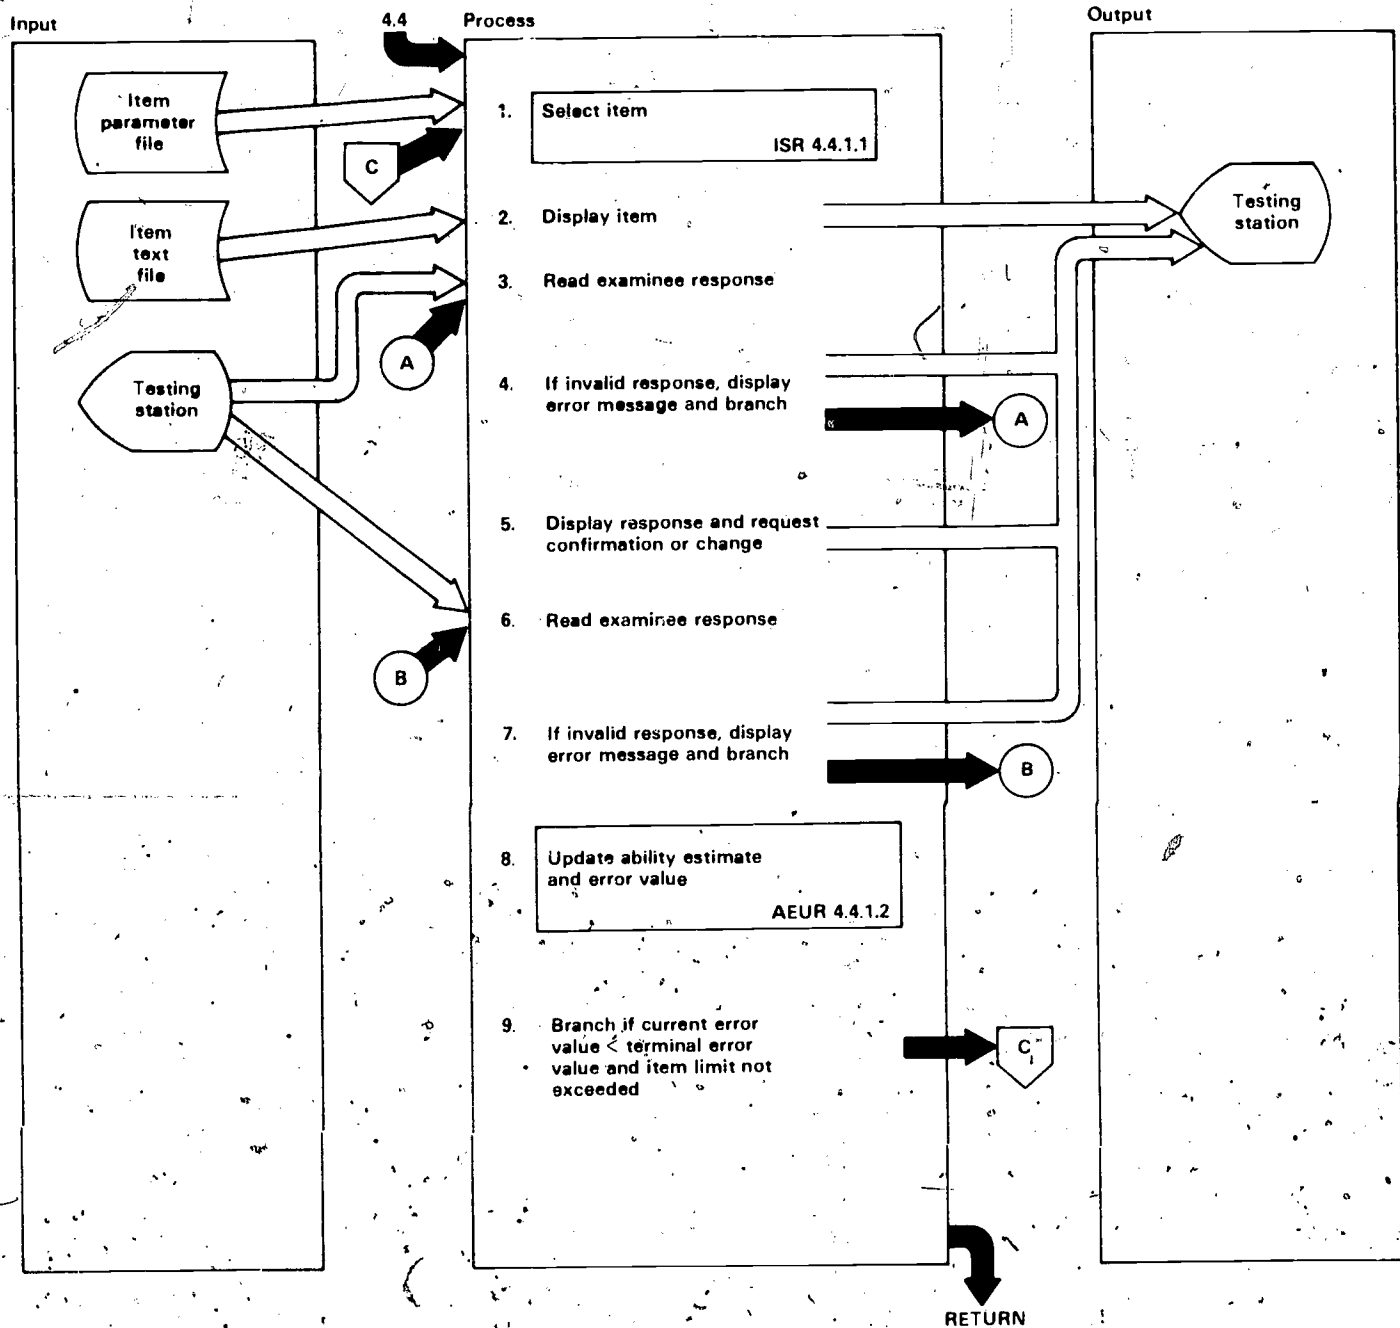 Input
4.4
Process
Output
Item
parameter
file
C
1. Select item
ISR 4.4.1.1
Item
text
file
2. Display item
Testing
station
3. Read examinee response
A
Testing
station
4. If invalid response, display
error message and branch
A
5. Display response and request
confirmation or change
6. Read examinee response
B
7. If invalid response, display
error message and branch
B
8. Update ability estimate
and error value
AEUR 4.4.1.2
9. Branch if current error
value < terminal error
value and item limit not
exceeded
C
RETURN